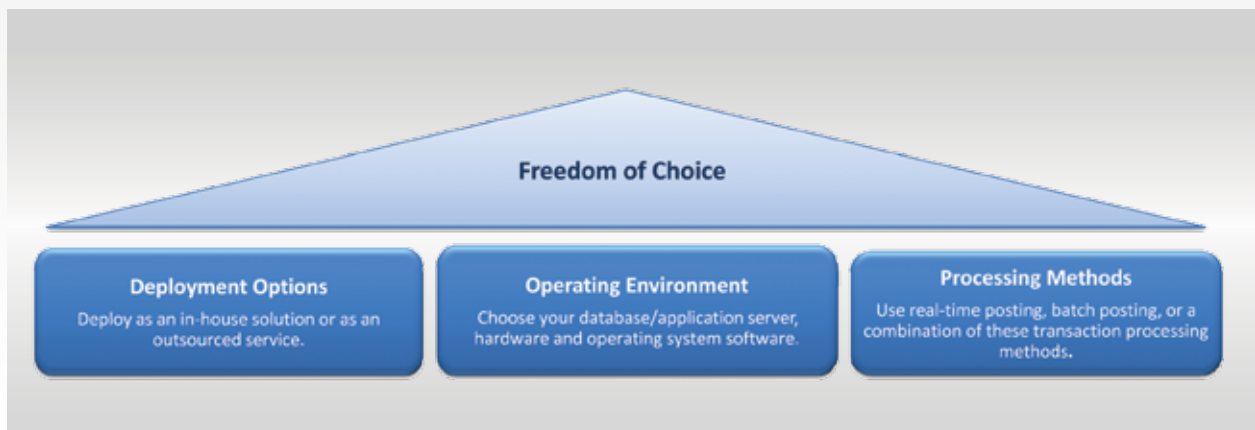 Freedom of Choice
Deployment Options
Deploy as an in-house solution or as an
outsourced service.
Operating Environment
Choose your database/application server,
hardware and operating system software.
Processing Methods
Use real-time posting, batch posting, or a
combination of these transaction processing
methods.